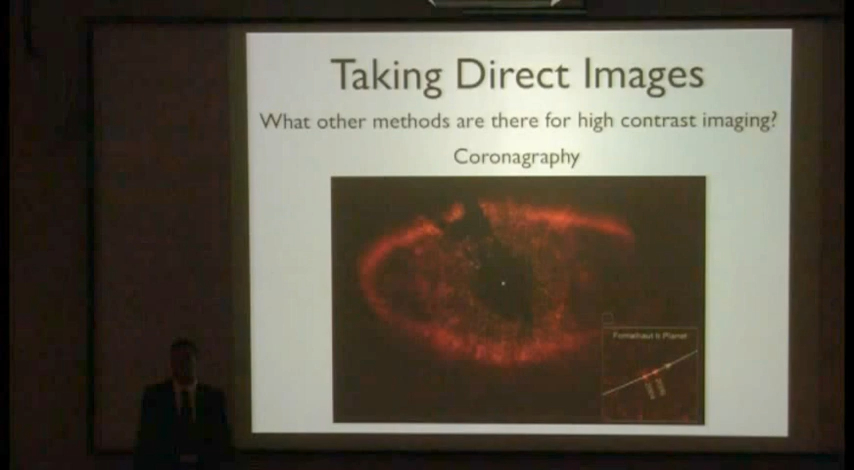 Taking Direct Images
What other methods are there for high contrast imaging?
Coronagraphy
Fomalhaut b Planet